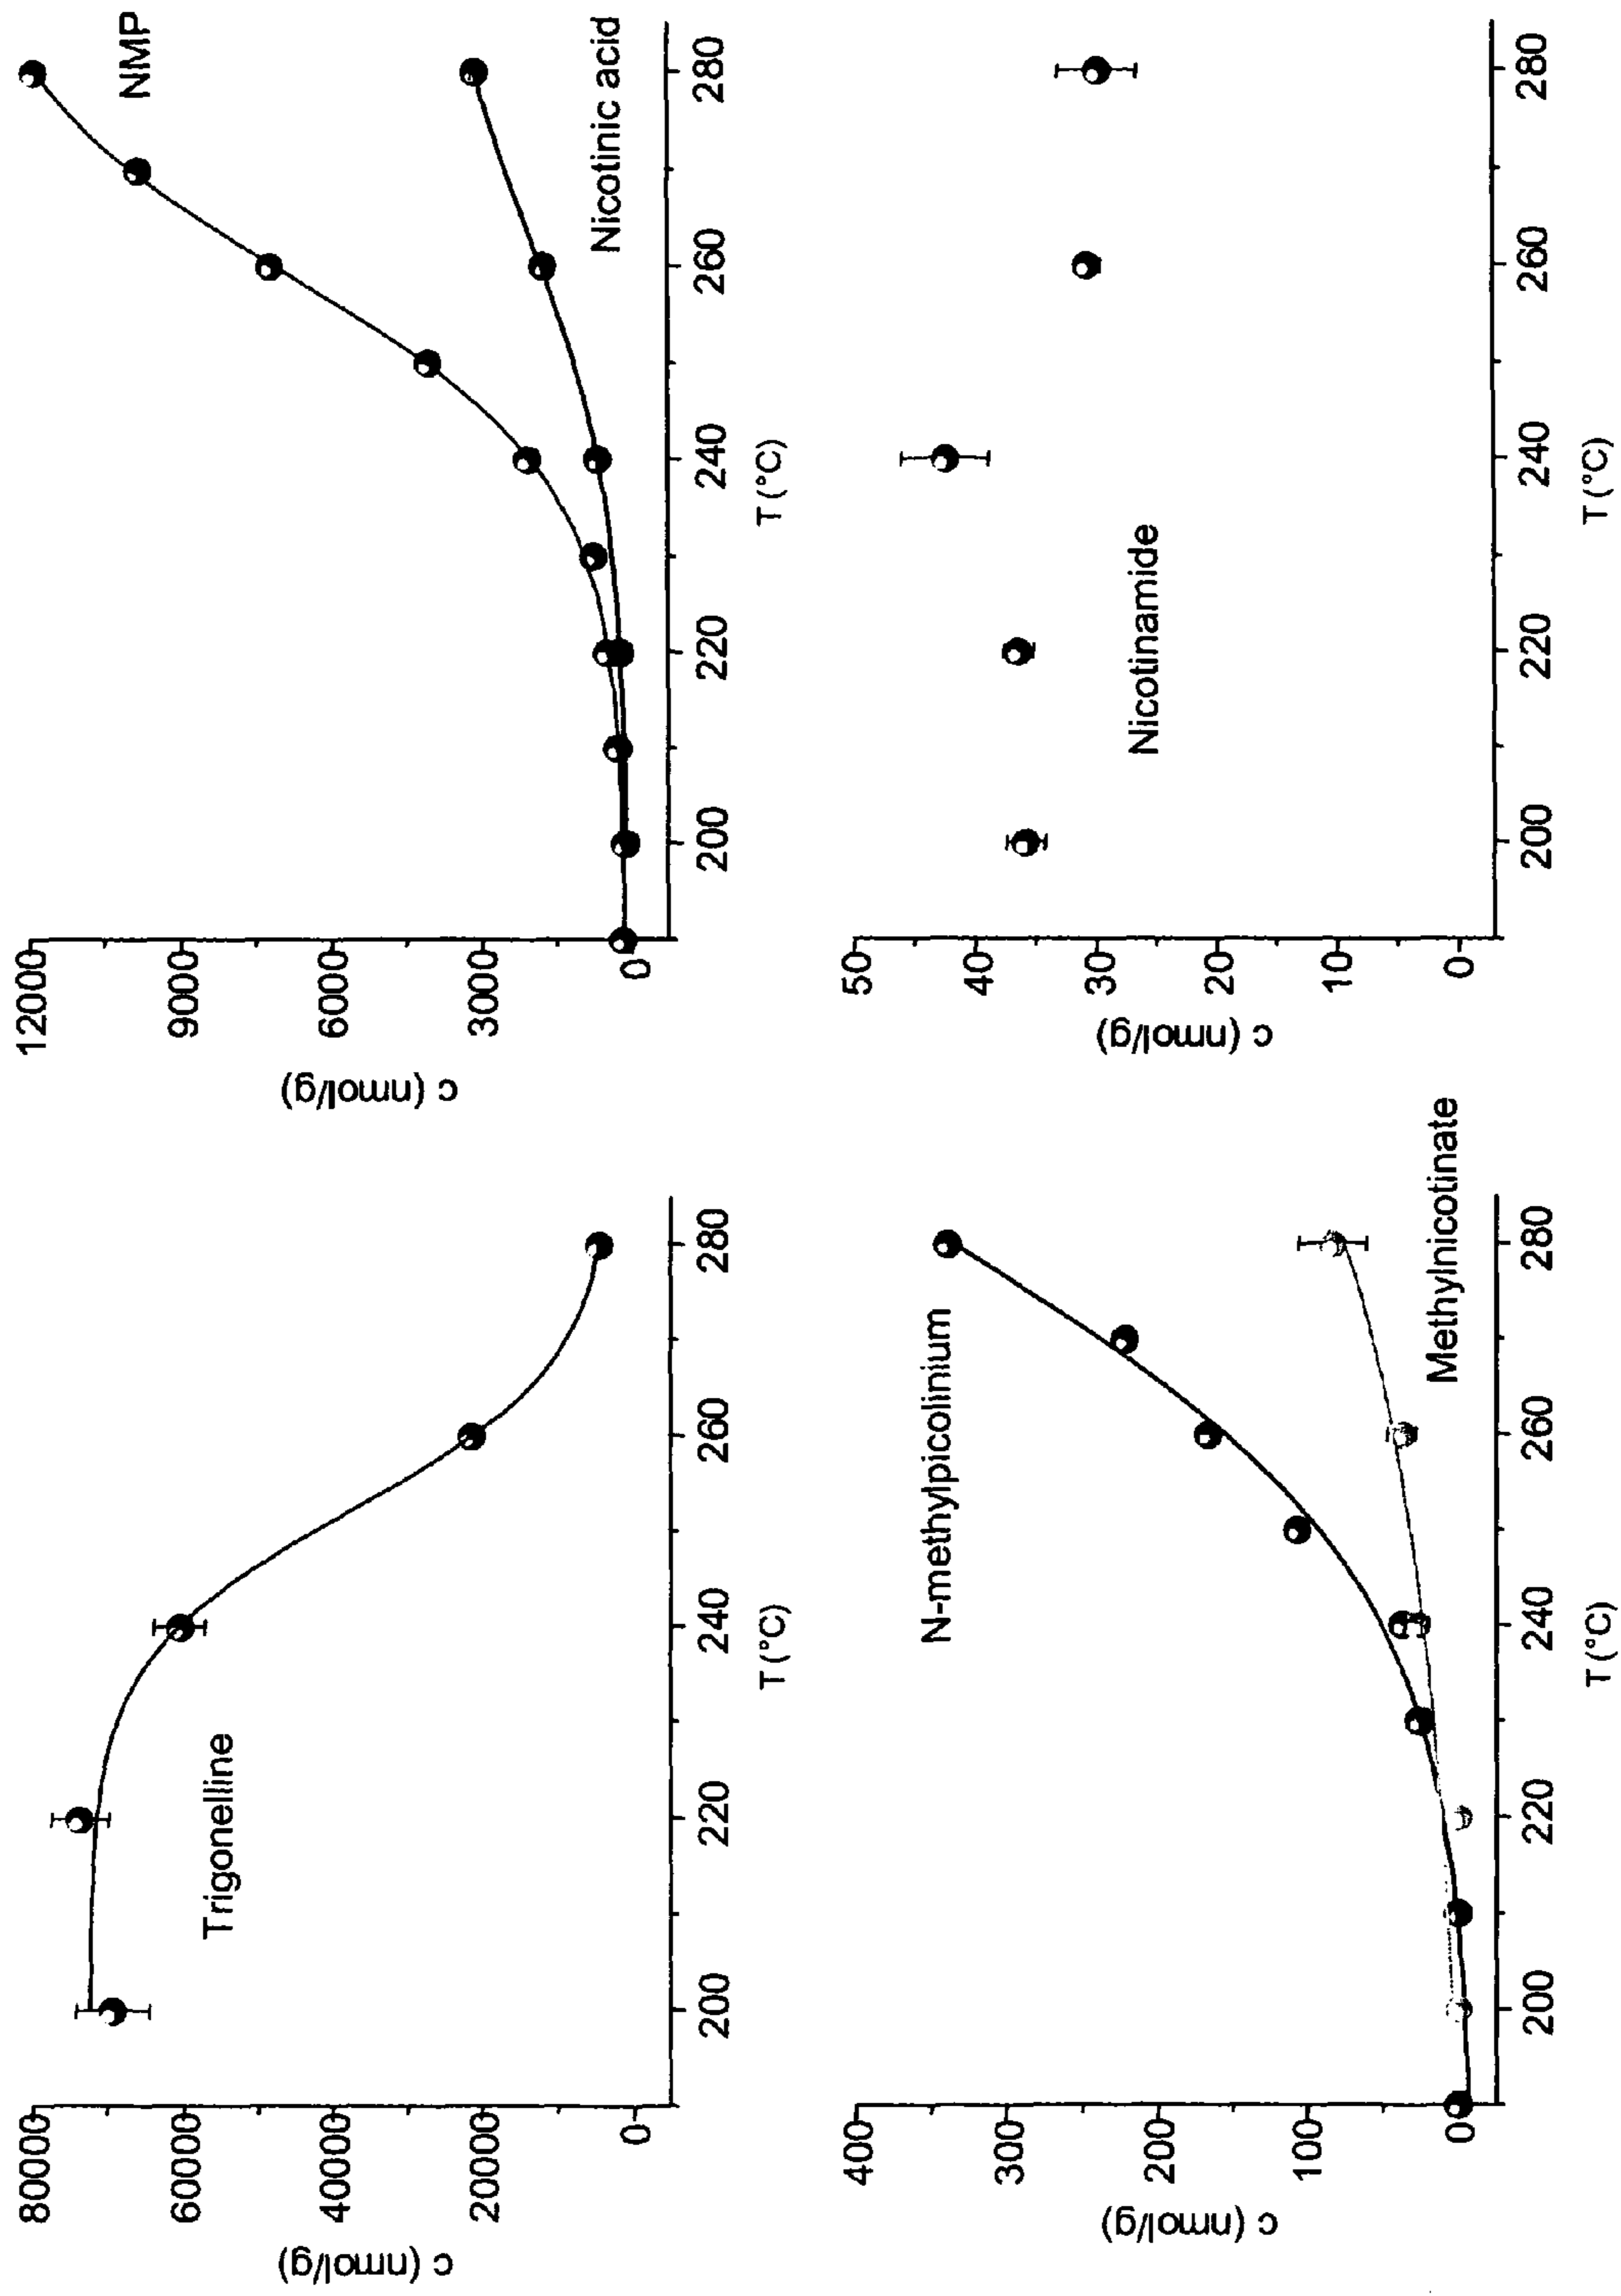 80000
60000
40000
20000
0
c (nmol/g)
Trigonelline
200
220
240
260
280
T (°C)
12000
9000
6000
3000
0
c (nmol/g)
NMP
Nicotinic acid
200
220
240
260
280
T (°C)
400
300
200
100
0
c (nmol/g)
N-methylpicolinium
Methylnicotinate
200
220
240
260
280
T (°C)
50
40
30
20
10
0
c (nmol/g)
Nicotinamide
200
220
240
260
280
T (°C)